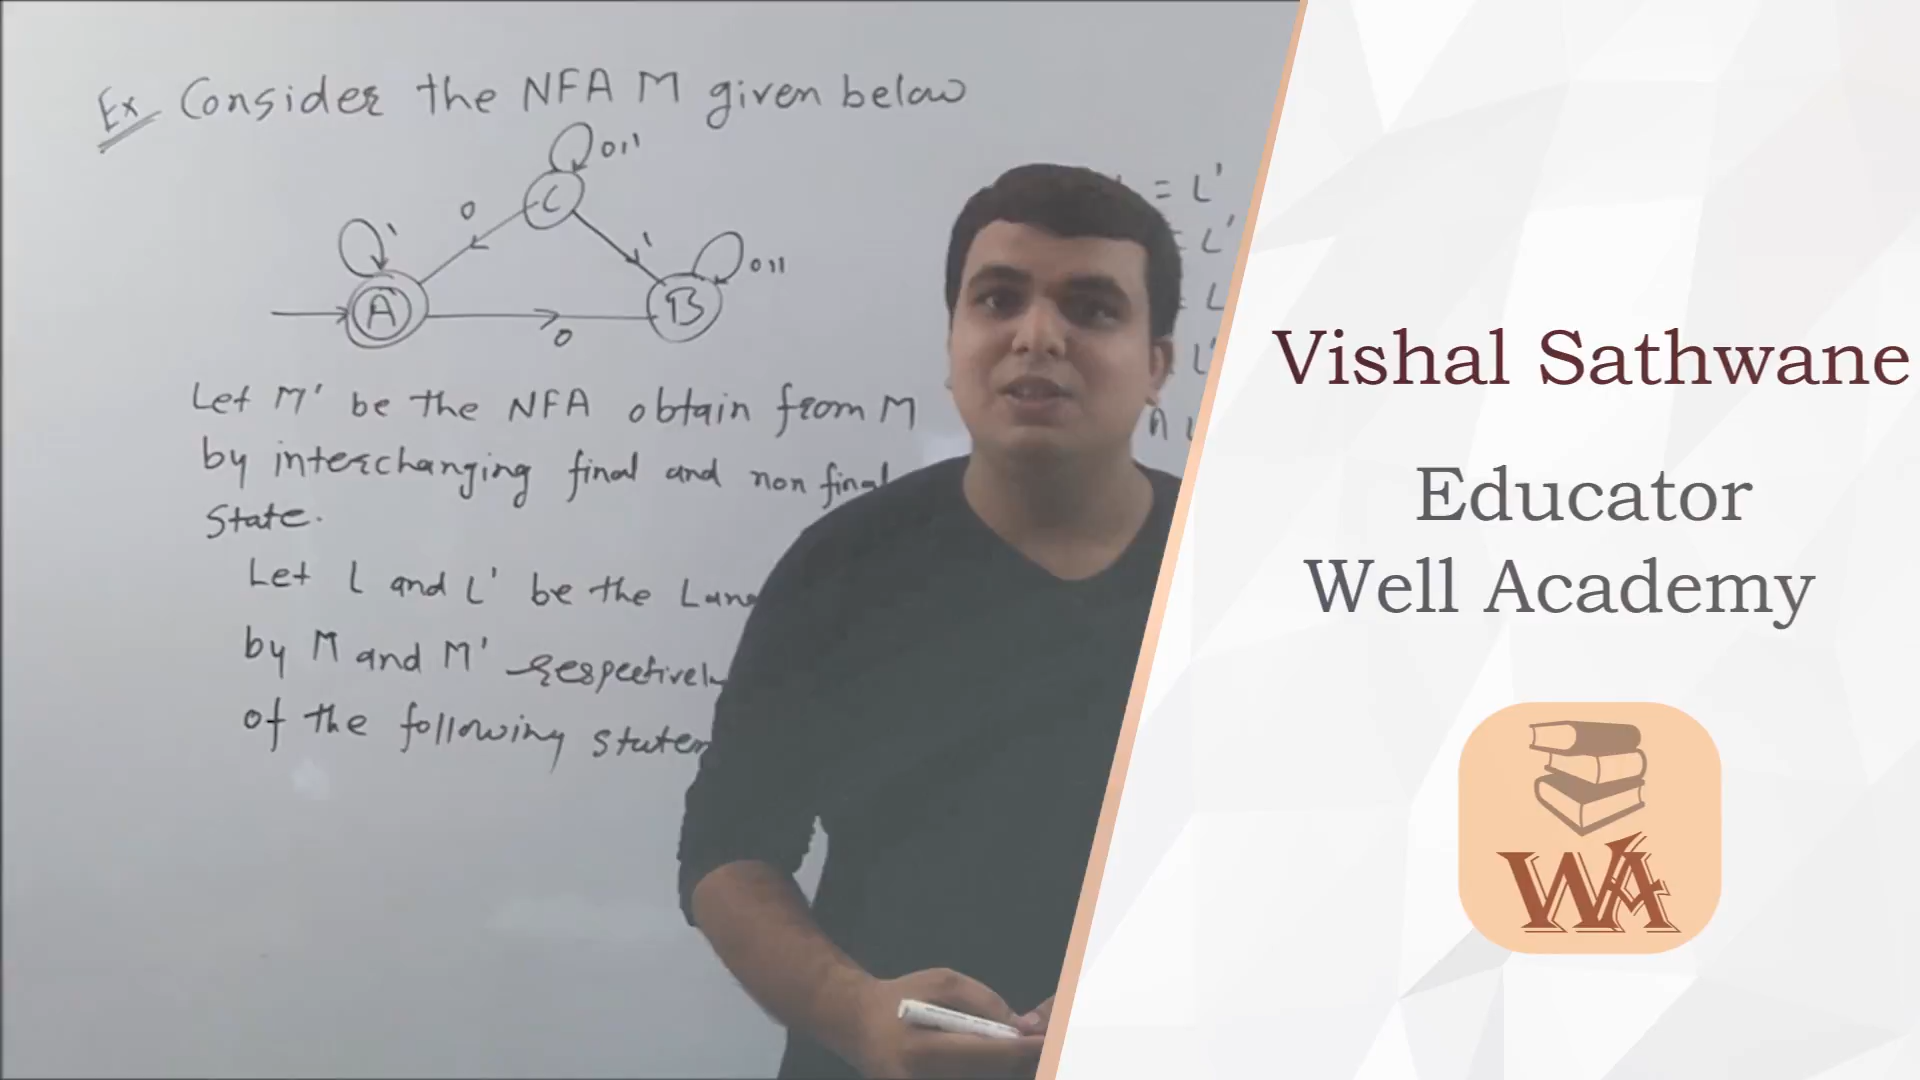 Ex Consider the NFA M given below
0,1
C
0
1
1
0,1
A
B
0
Let M' be the NFA obtain from M
by interchanging final and non final
State.
Let L and L' be the
by M and M'
of the following
= L'
= L'
= L
L'
Vishal Sathwane
Educator
Well Academy
WA